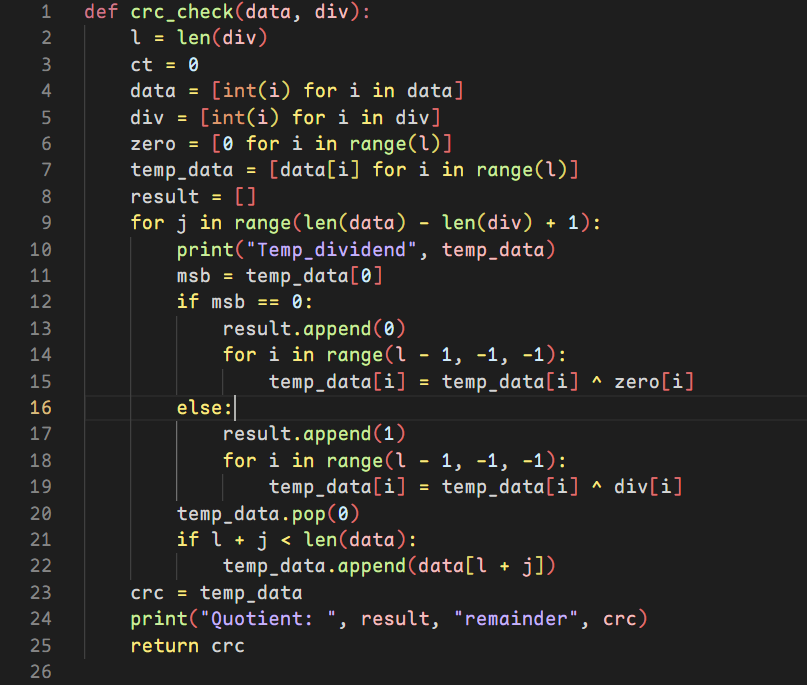 1 def crc_check(data, div):
2     l = len(div)
3     ct = 0
4     data = [int(i) for i in data]
5     div = [int(i) for i in div]
6     zero = [0 for i in range(l)]
7     temp_data = [data[i] for i in range(l)]
8     result = []
9     for j in range(len(data) - len(div) + 1):
10         print("Temp_dividend", temp_data)
11         msb = temp_data[0]
12         if msb == 0:
13             result.append(0)
14             for i in range(l - 1, -1, -1):
15                 temp_data[i] = temp_data[i] ^ zero[i]
16         else:
17             result.append(1)
18             for i in range(l - 1, -1, -1):
19                 temp_data[i] = temp_data[i] ^ div[i]
20         temp_data.pop(0)
21         if l + j < len(data):
22             temp_data.append(data[l + j])
23     crc = temp_data
24     print("Quotient: ", result, "remainder", crc)
25     return crc
26